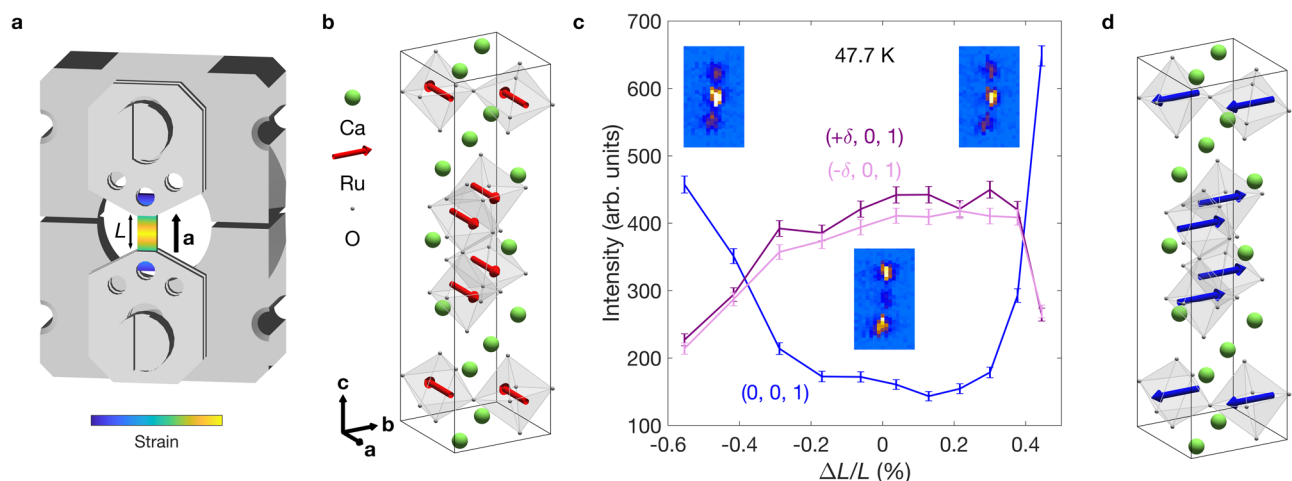 a
L
a
Strain
b
Ca
Ru
O
c
b
a
c
700
600
500
400
300
200
100
Intensity (arb. units)
47.7 K
(+δ, 0, 1)
(-δ, 0, 1)
(0, 0, 1)
-0.6
-0.4
-0.2
0
0.2
0.4
ΔL/L (%)
d